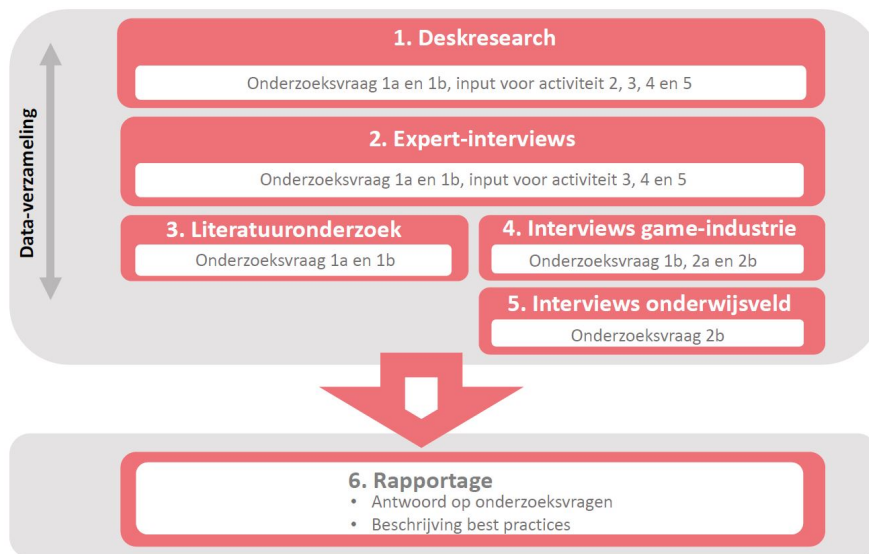 Data-verzameling
1. Deskresearch
Onderzoeksvraag 1a en 1b, input voor activiteit 2, 3, 4 en 5
2. Expert-interviews
Onderzoeksvraag 1a en 1b, input voor activiteit 3, 4 en 5
3. Literatuuronderzoek
Onderzoeksvraag 1a en 1b
4. Interviews game-industrie
Onderzoeksvraag 1b, 2a en 2b
5. Interviews onderwijsveld
Onderzoeksvraag 2b
6. Rapportage
• Antwoord op onderzoeksvragen
• Beschrijving best practices